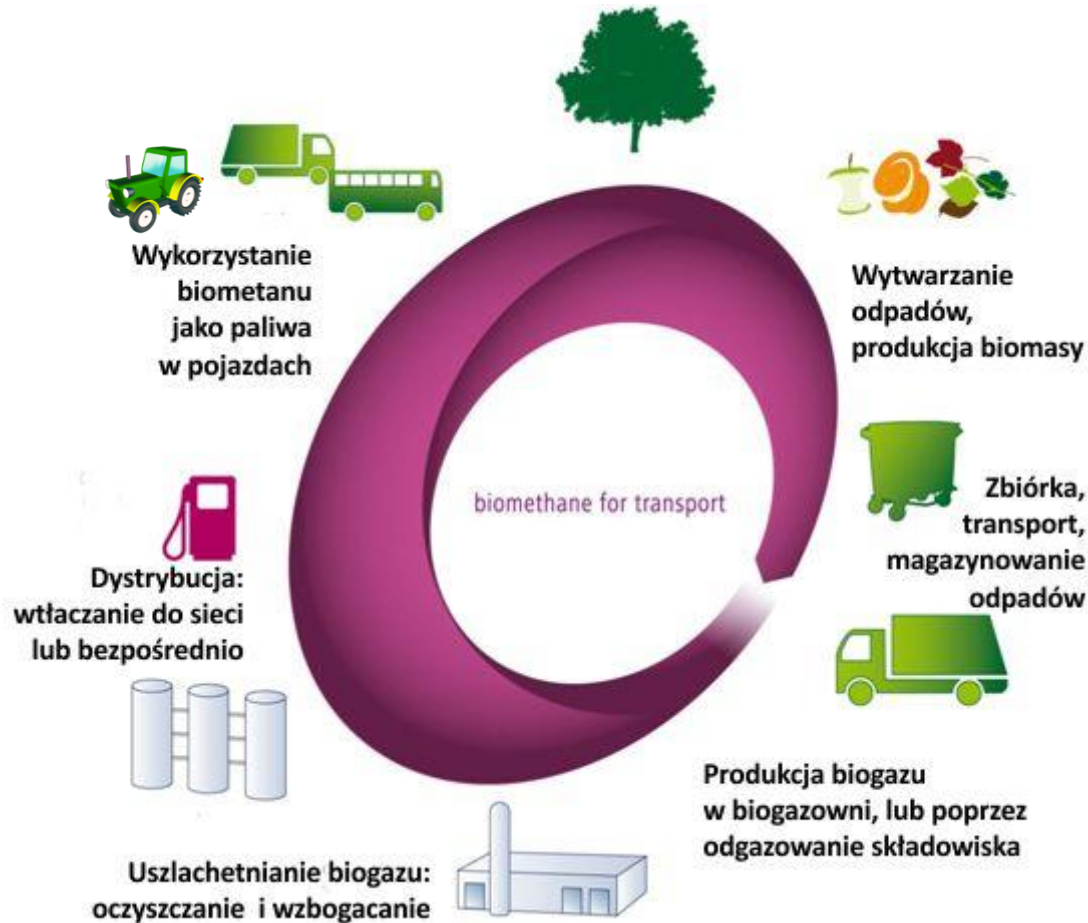 Wykorzystanie
biometanu
jako paliwa
w pojazdach
Wytwarzanie
odpadów,
produkcja biomasy
biomethane for transport
Zbiórka,
transport,
magazynowanie
odpadów
Dystrybucja:
wtłaczanie do sieci
lub bezpośrednio
Produkcja biogazu
w biogazowni, lub poprzez
odgazowanie składowiska
Uszlachetnianie biogazu:
oczyszczanie i wzbogacanie